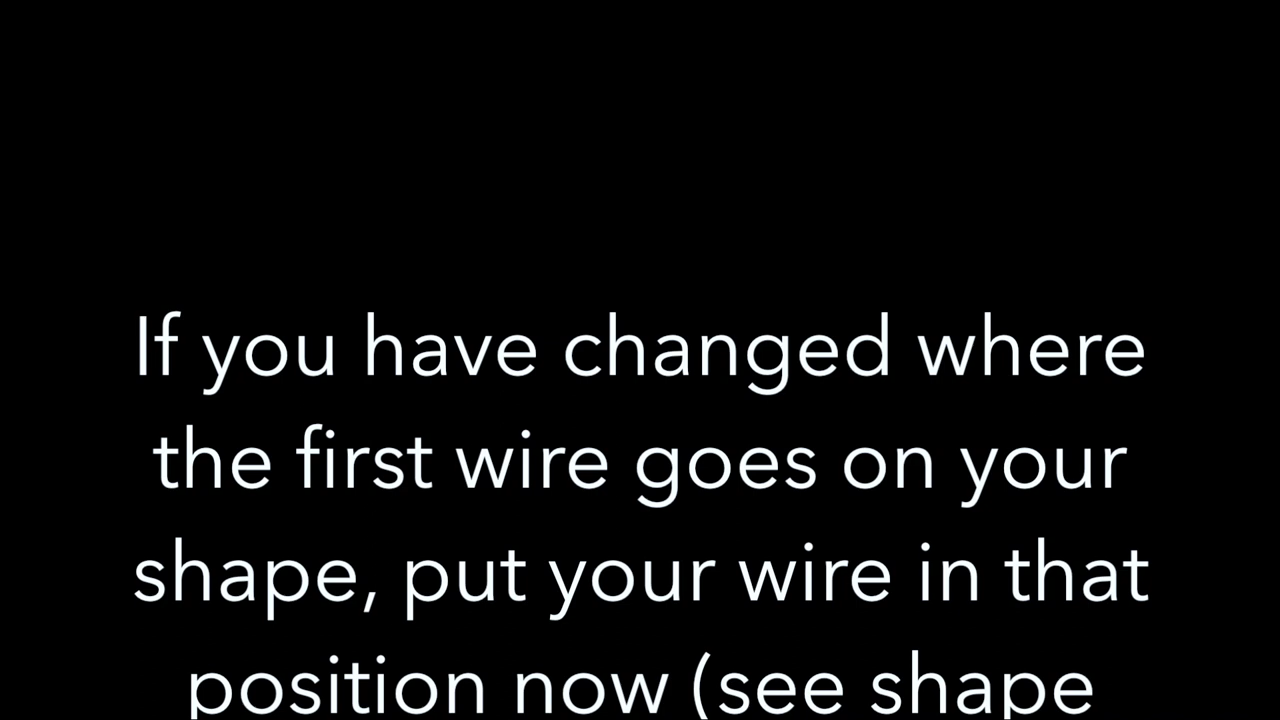 If you have changed where
the first wire goes on your
shape, put your wire in that
position now (see shape